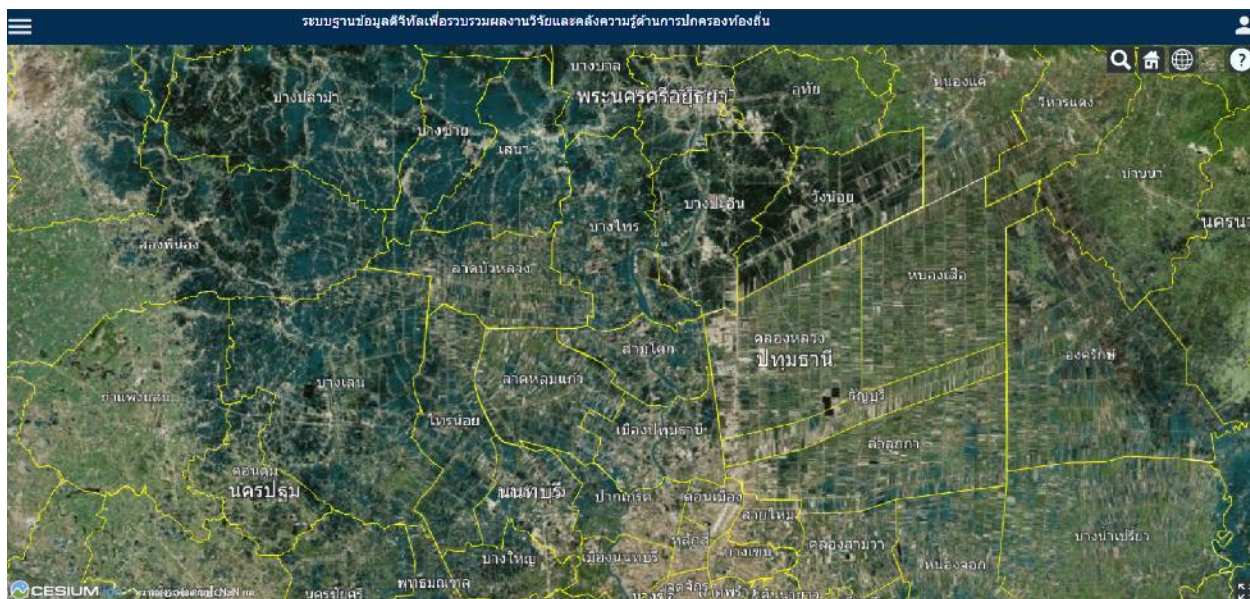 ระบบฐานข้อมูลดิจิทัลเพื่อรวบรวมผลงานวิจัยและคลังความรู้ด้านการปกครองท้องถิ่น
บางบาล
หนองแค
อุทัย
บางปลาม้า
พระนครศรีอยุธยา
วิหารแดง
บางซ้าย
เสนา
บ้านนา
บางปะอิน
วังน้อย
บางไทร
สองพี่น้อง
ลาดบัวหลวง
หนองเสือ
คลองหลวง
สามโคก
ปทุมธานี
องครักษ์
ลาดหลุมแก้ว
บางเลน
กำแพงแสน
ธัญบุรี
ไทรน้อย
เมืองปทุมธานี
ลำลูกกา
ดอนตูม
นครปฐม
นนทบุรี
ปากเกร็ด
ดอนเมือง
สายไหม
หลักสี่
บางเขน
คลองสามวา
บางน้ำเปรี้ยว
บางใหญ่
เมืองนนทบุรี
หนองจอก
พุทธมณฑล
นครชัยศรี
จตุจักร
CESIUM ion